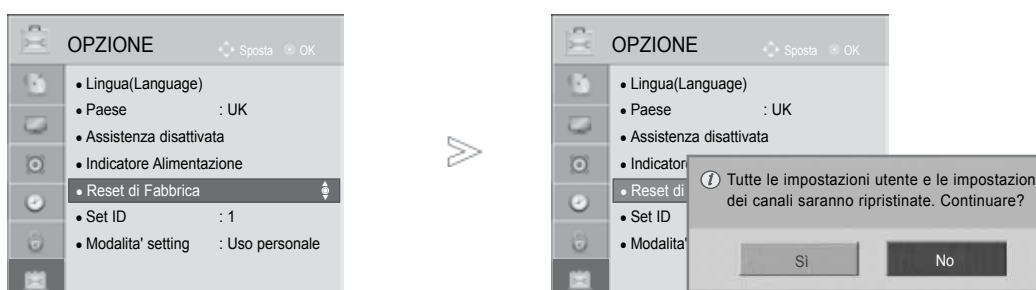 OPZIONE
Sposta OK
Lingua(Language)
Paese : UK
Assistenza disattivata
Indicatore Alimentazione
Reset di Fabbrica
Set ID : 1
Modalita' setting : Uso personale
OPZIONE
Sposta OK
Lingua(Language)
Paese : UK
Assistenza disattivata
Indicatore
Reset di
Set ID
Modalita'
Tutte le impostazioni utente e le impostazion
dei canali saranno ripristinate. Continuare?
Sì
No